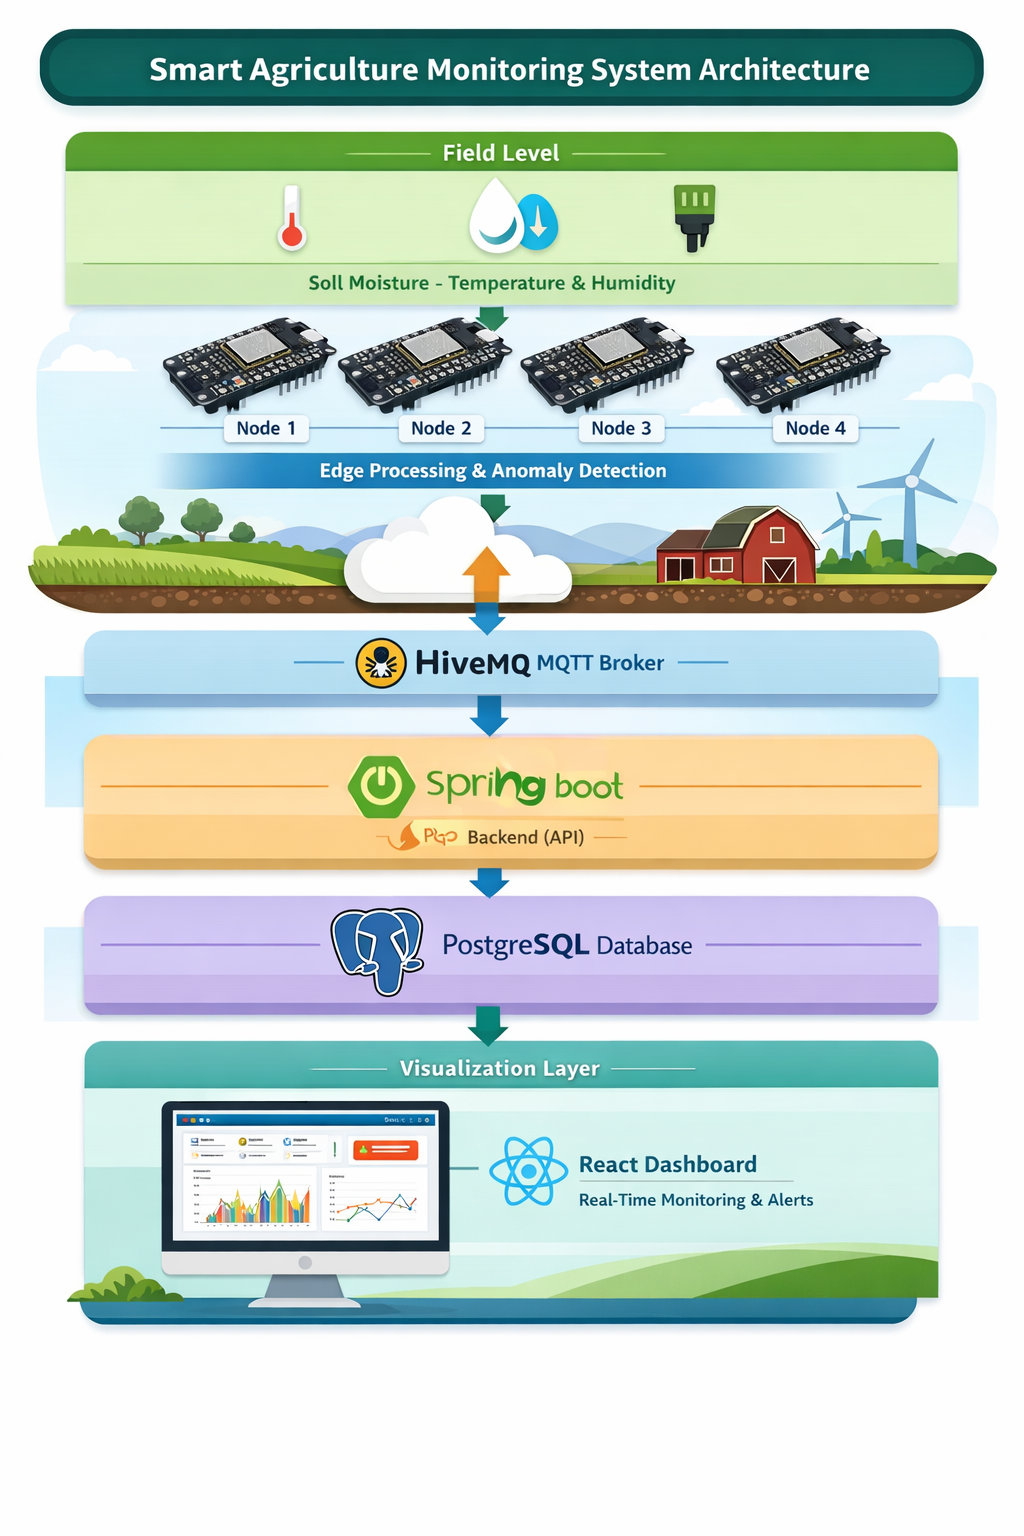 Smart Agriculture Monitoring System Architecture
Field Level
Soll Moisture - Temperature & Humidity
Node 1
Node 2
Node 3
Node 4
Edge Processing & Anomaly Detection
HiveMQ MQTT Broker
spring boot
Backend (API)
PostgreSQL Database
Visualization Layer
React Dashboard
Real-Time Monitoring & Alerts